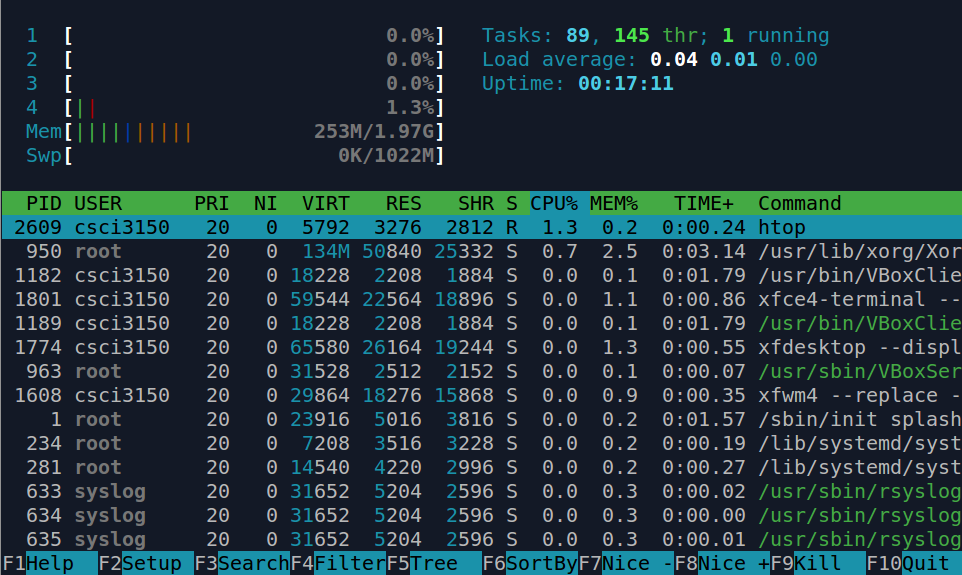 1 [ 0.0%] Tasks: 89, 145 thr; 1 running
2 [ 0.0%] Load average: 0.04 0.01 0.00
3 [ 0.0%] Uptime: 00:17:11
4 [|| 1.3%]
Mem[|||||||||| 253M/1.97G]
Swp[ 0K/1022M]
PID USER PRI NI VIRT RES SHR S CPU% MEM% TIME+ Command
2609 csci3150 20 0 5792 3276 2812 R 1.3 0.2 0:00.24 htop
950 root 20 0 134M 50840 25332 S 0.7 2.5 0:03.14 /usr/lib/xorg/Xor
1182 csci3150 20 0 18228 2208 1884 S 0.0 0.1 0:01.79 /usr/bin/VBoxClie
1801 csci3150 20 0 59544 22564 18896 S 0.0 1.1 0:00.86 xfce4-terminal --
1189 csci3150 20 0 18228 2208 1884 S 0.0 0.1 0:01.79 /usr/bin/VBoxClie
1774 csci3150 20 0 65580 26164 19244 S 0.0 1.3 0:00.55 xfdesktop --displ
963 root 20 0 31528 2512 2152 S 0.0 0.1 0:00.07 /usr/sbin/VBoxSer
1608 csci3150 20 0 29864 18276 15868 S 0.0 0.9 0:00.35 xfwm4 --replace -
1 root 20 0 23916 5016 3816 S 0.0 0.2 0:01.57 /sbin/init splash
234 root 20 0 7208 3516 3228 S 0.0 0.2 0:00.19 /lib/systemd/syst
281 root 20 0 14540 4220 2996 S 0.0 0.2 0:00.27 /lib/systemd/syst
633 syslog 20 0 31652 5204 2596 S 0.0 0.3 0:00.02 /usr/sbin/rsyslog
634 syslog 20 0 31652 5204 2596 S 0.0 0.3 0:00.00 /usr/sbin/rsyslog
635 syslog 20 0 31652 5204 2596 S 0.0 0.3 0:00.01 /usr/sbin/rsyslog
F1Help F2Setup F3SearchF4FilterF5Tree F6SortByF7Nice -F8Nice +F9Kill F10Quit